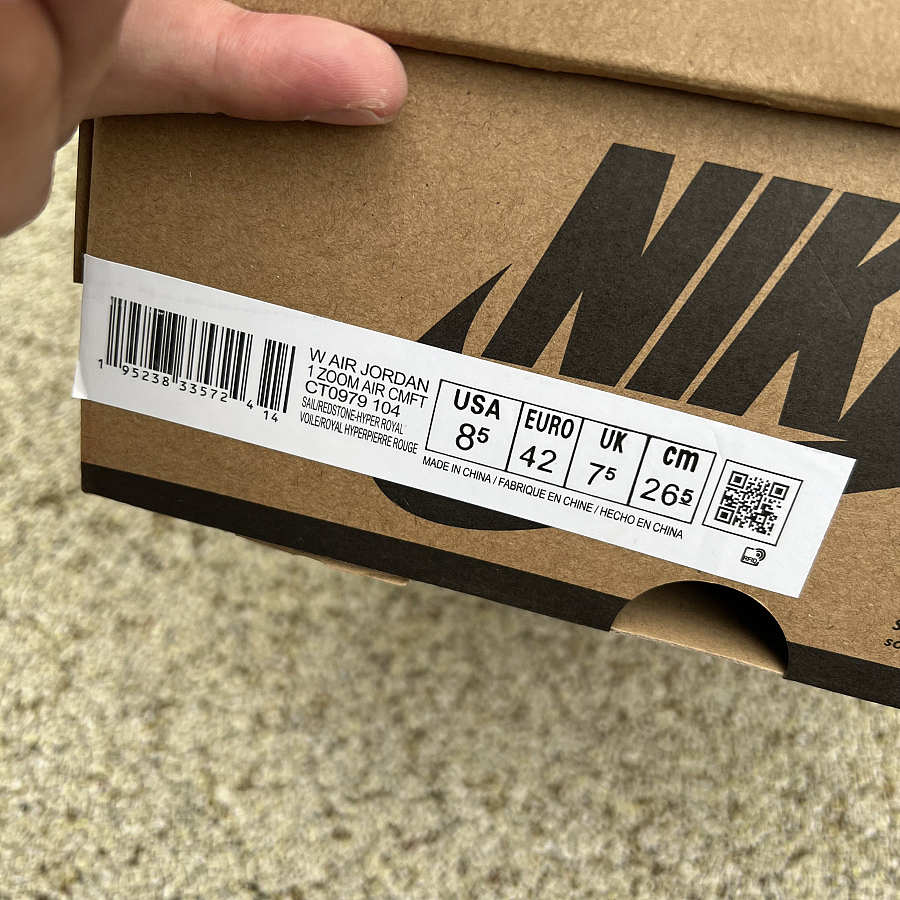 NIK
1 95238 33572 4 14
W AIR JORDAN
1 ZOOM AIR CMFT
CT0979 104
SAIL/REDSTONE-HYPER ROYAL
VOILE/ROYAL HYPERPIERRE ROUGE
USA
85
EURO
42
UK
75
cm
265
MADE IN CHINA / FABRIQUE EN CHINE / HECHO EN CHINA
RFID